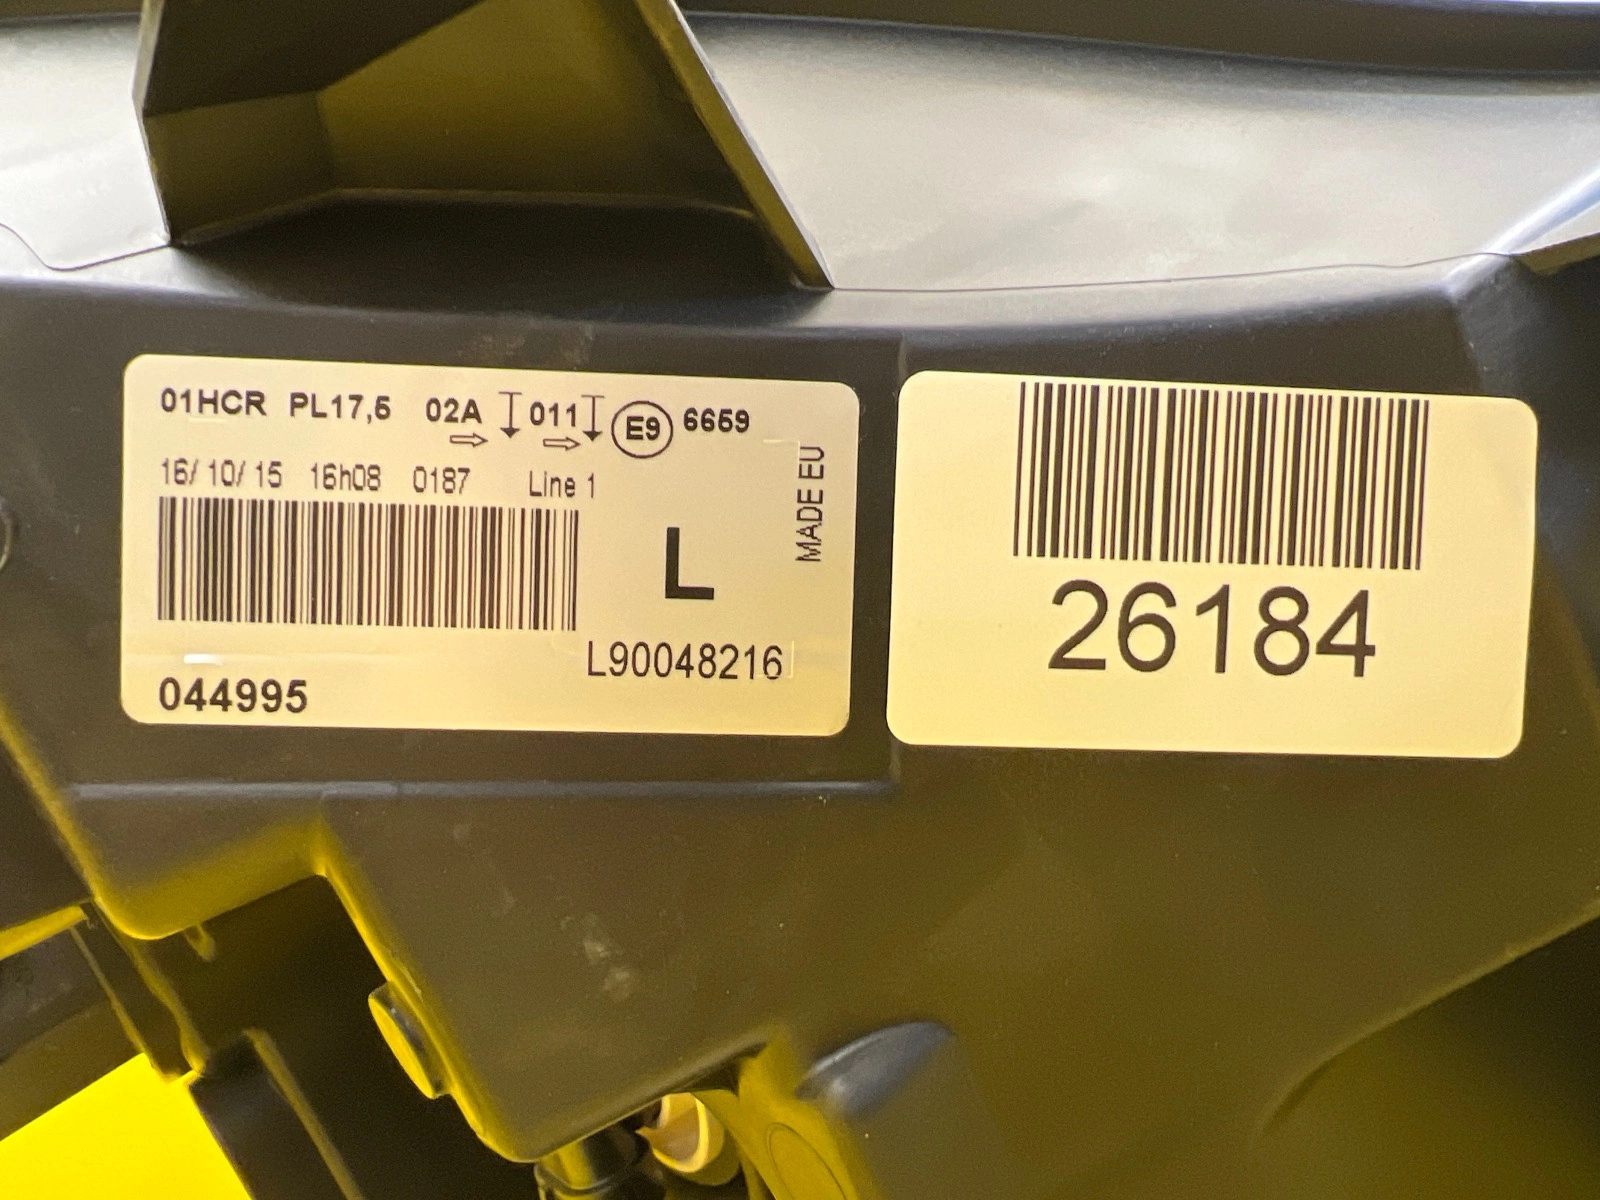 01HCR PL17,5 02A 011 E9 6659
16/10/15 16h08 0187 Line 1
MADE EU
L
L90048216
044995
26184